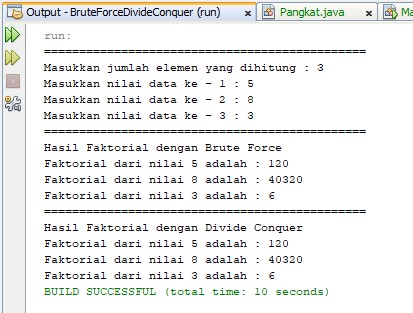 Output - BruteForceDivideConquer (run) x Pangkat.java x Ma
run:
==============================================
Masukkan jumlah elemen yang dihitung : 3
Masukkan nilai data ke - 1 : 5
Masukkan nilai data ke - 2 : 8
Masukkan nilai data ke - 3 : 3
==============================================
Hasil Faktorial dengan Brute Force
Faktorial dari nilai 5 adalah : 120
Faktorial dari nilai 8 adalah : 40320
Faktorial dari nilai 3 adalah : 6
==============================================
Hasil Faktorial dengan Divide Conquer
Faktorial dari nilai 5 adalah : 120
Faktorial dari nilai 8 adalah : 40320
Faktorial dari nilai 3 adalah : 6
BUILD SUCCESSFUL (total time: 10 seconds)